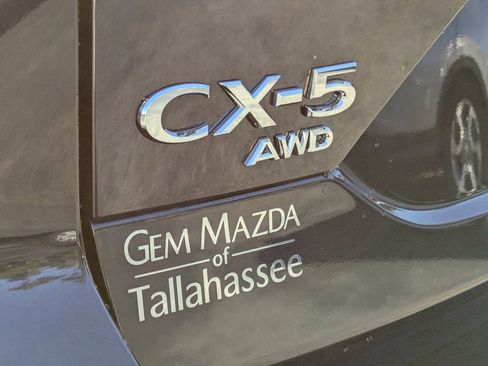 CX-5
AWD
GEM MAZDA
of
Tallahassee